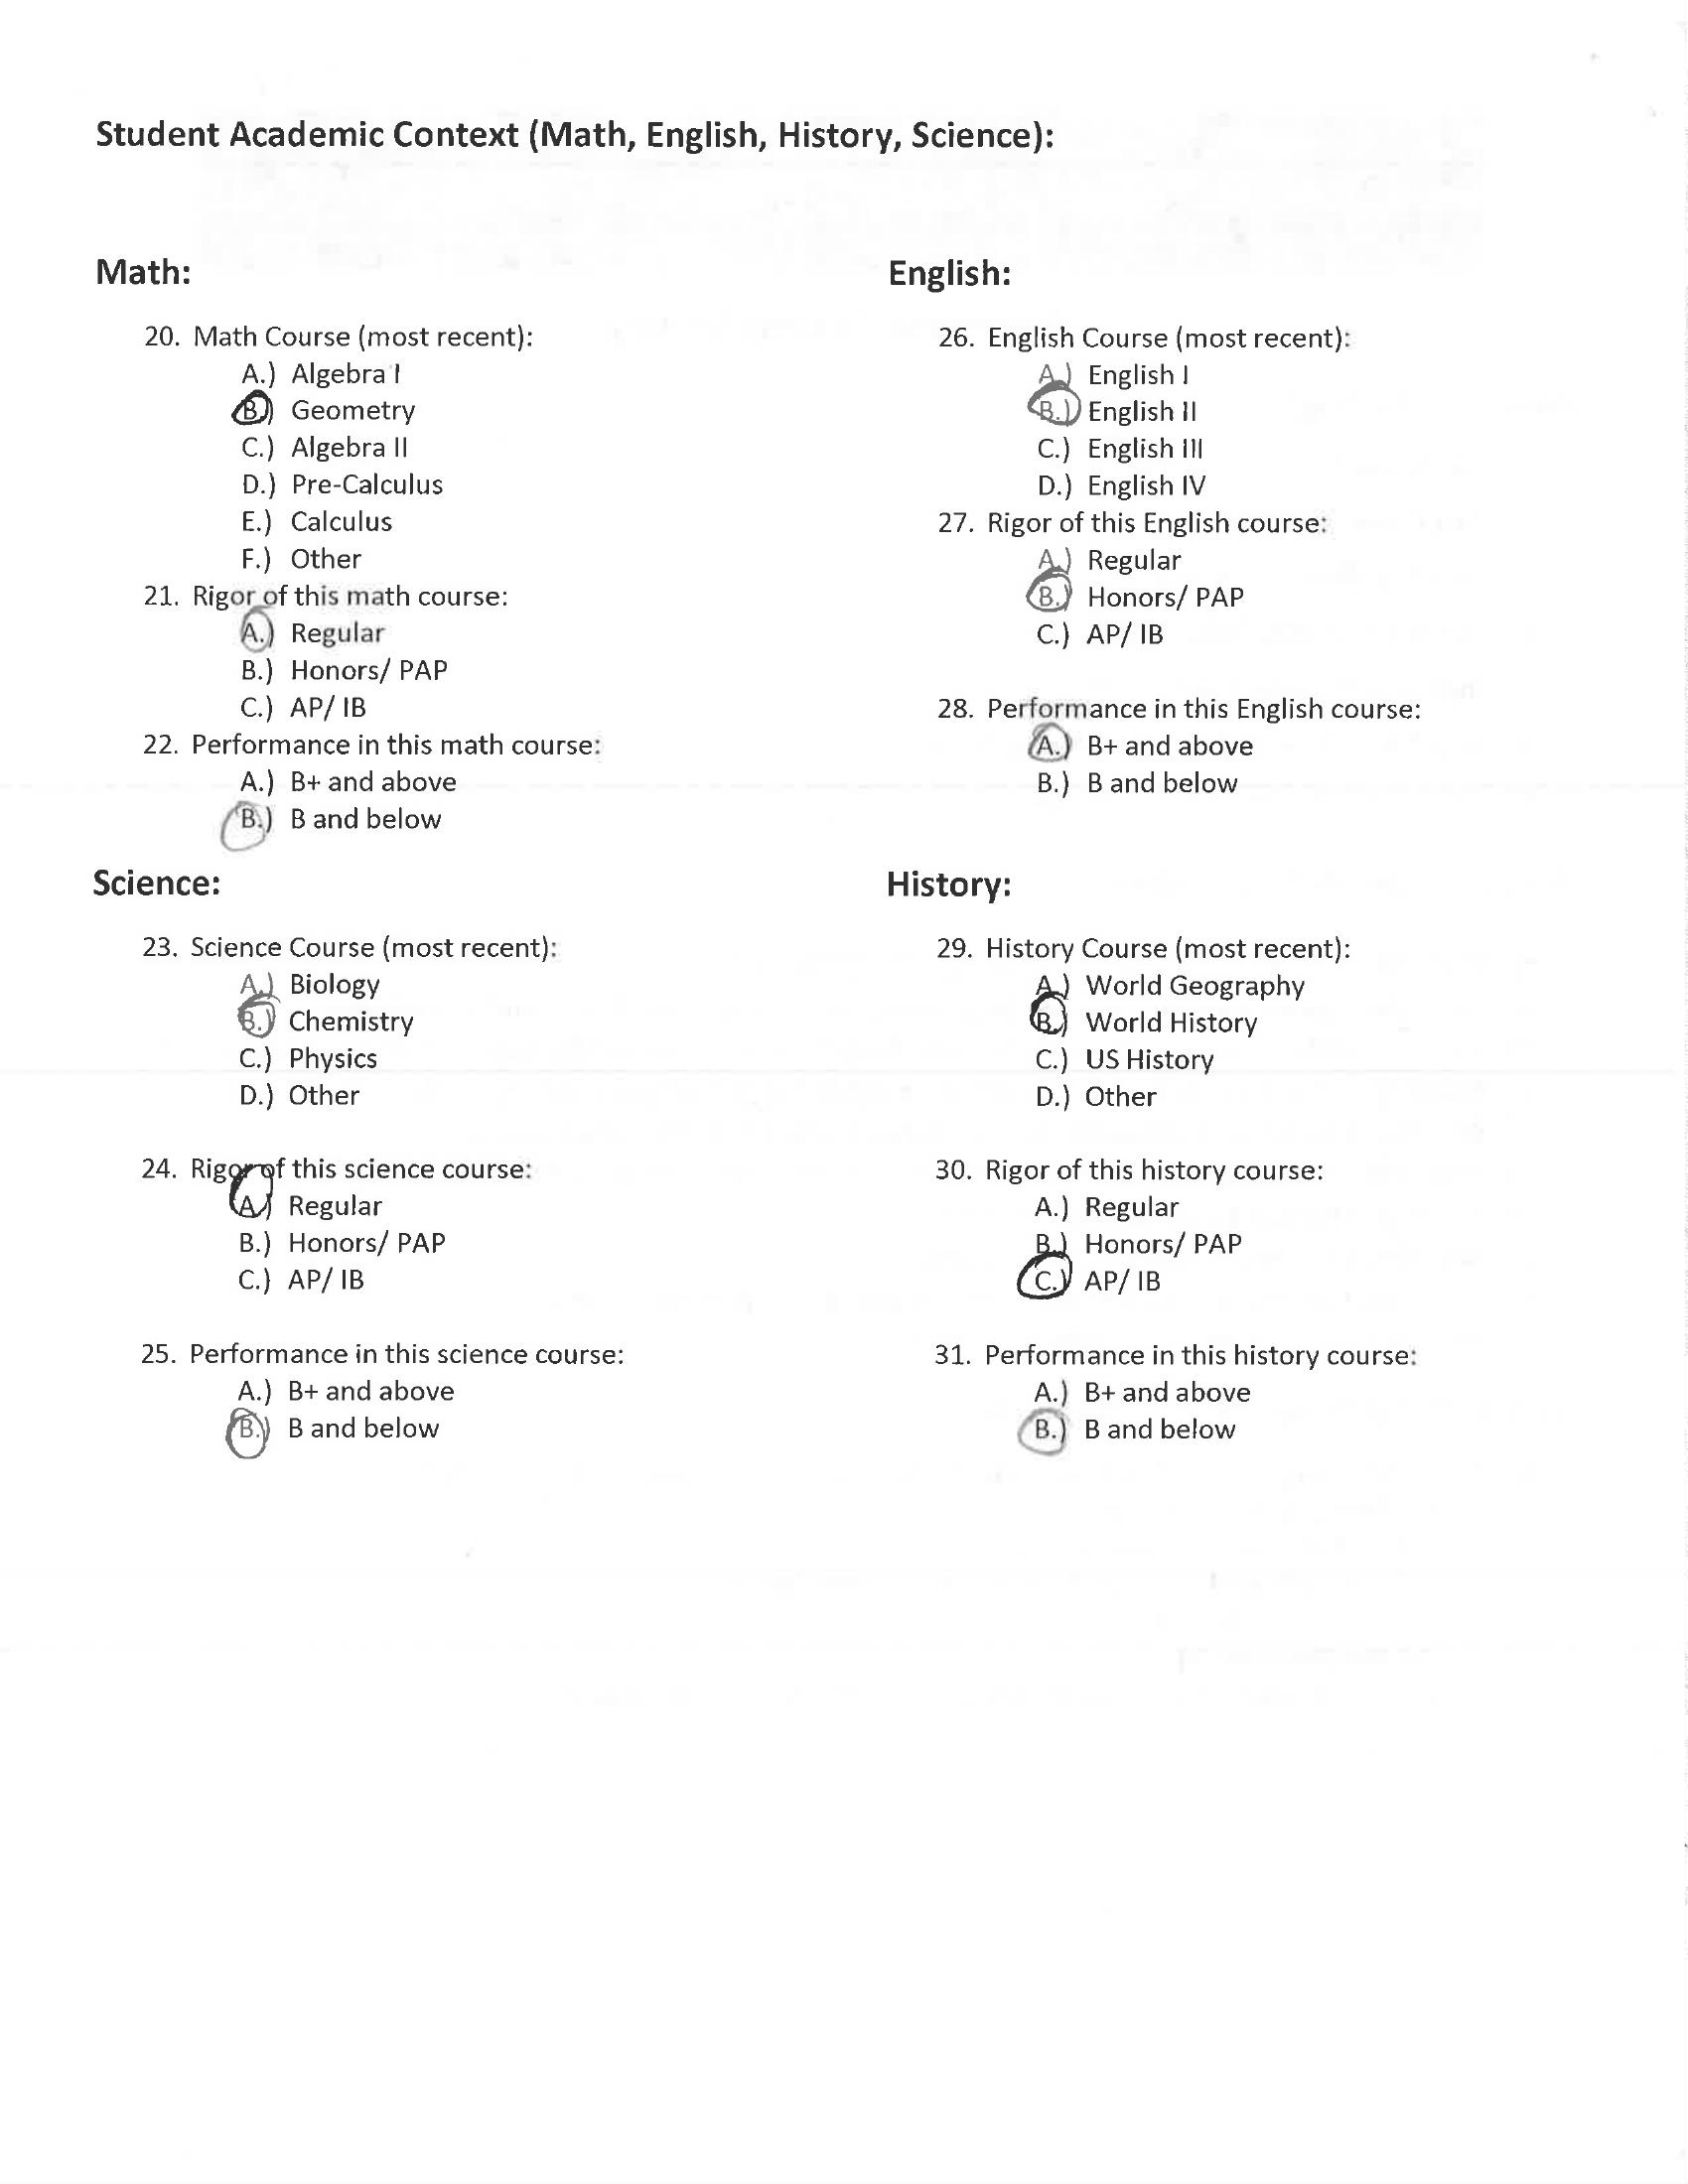 Student Academic Context (Math, English, History, Science):
Math:
20. Math Course (most recent):
A.) Algebra I
B.) Geometry
C.) Algebra II
D.) Pre-Calculus
E.) Calculus
F.) Other
21. Rigor of this math course:
A.) Regular
B.) Honors/ PAP
C.) AP/ IB
22. Performance in this math course:
A.) B+ and above
B.) B and below
Science:
23. Science Course (most recent):
A.) Biology
B.) Chemistry
C.) Physics
D.) Other
24. Rigor of this science course:
A.) Regular
B.) Honors/ PAP
C.) AP/ IB
25. Performance in this science course:
A.) B+ and above
B.) B and below
English:
26. English Course (most recent):
A.) English I
B.) English II
C.) English III
D.) English IV
27. Rigor of this English course:
A.) Regular
B.) Honors/ PAP
C.) AP/ IB
28. Performance in this English course:
A.) B+ and above
B.) B and below
History:
29. History Course (most recent):
A.) World Geography
B.) World History
C.) US History
D.) Other
30. Rigor of this history course:
A.) Regular
B.) Honors/ PAP
C.) AP/ IB
31. Performance in this history course:
A.) B+ and above
B.) B and below